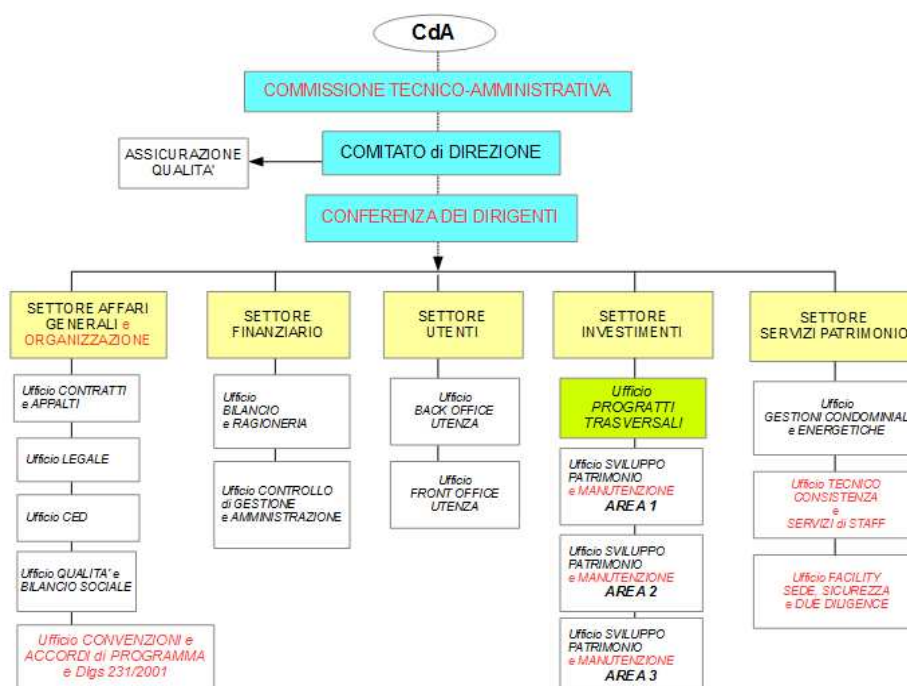 CdA
COMMISSIONE TECNICO-AMMINISTRATIVA
ASSICURAZIONE
QUALITA'
COMITATO di DIREZIONE
CONFERENZA DEI DIRIGENTI
SETTORE AFFARI
GENERALI e
ORGANIZZAZIONE
Ufficio CONTRATTI
e APPALTI
Ufficio LEGALE
Ufficio CED
Ufficio QUALITA' e
BILANCIO SOCIALE
Ufficio CONVENZIONI e
ACCORDI di PROGRAMMA
e Dlgs 231/2001
SETTORE
FINANZIARIO
Ufficio
BILANCIO
e RAGIONERIA
Ufficio CONTROLLO
di GESTIONE
e AMMINISTRAZIONE
SETTORE
UTENTI
Ufficio
BACK OFFICE
UTENZA
Ufficio
FRONT OFFICE
UTENZA
SETTORE
INVESTIMENTI
Ufficio
PROGRATTI
TRASVERSALI
Ufficio SVILUPPO
PATRIMONIO
e MANUTENZIONE
AREA 1
Ufficio SVILUPPO
PATRIMONIO
e MANUTENZIONE
AREA 2
Ufficio SVILUPPO
PATRIMONIO
e MANUTENZIONE
AREA 3
SETTORE
SERVIZI PATRIMONIO
Ufficio
GESTIONI CONDOMINIAL
e ENERGETICHE
Ufficio TECNICO
CONSISTENZA
e
SERVIZI di STAFF
Ufficio FACILITY
SEDE, SICUREZZA
e DUE DILIGENCE